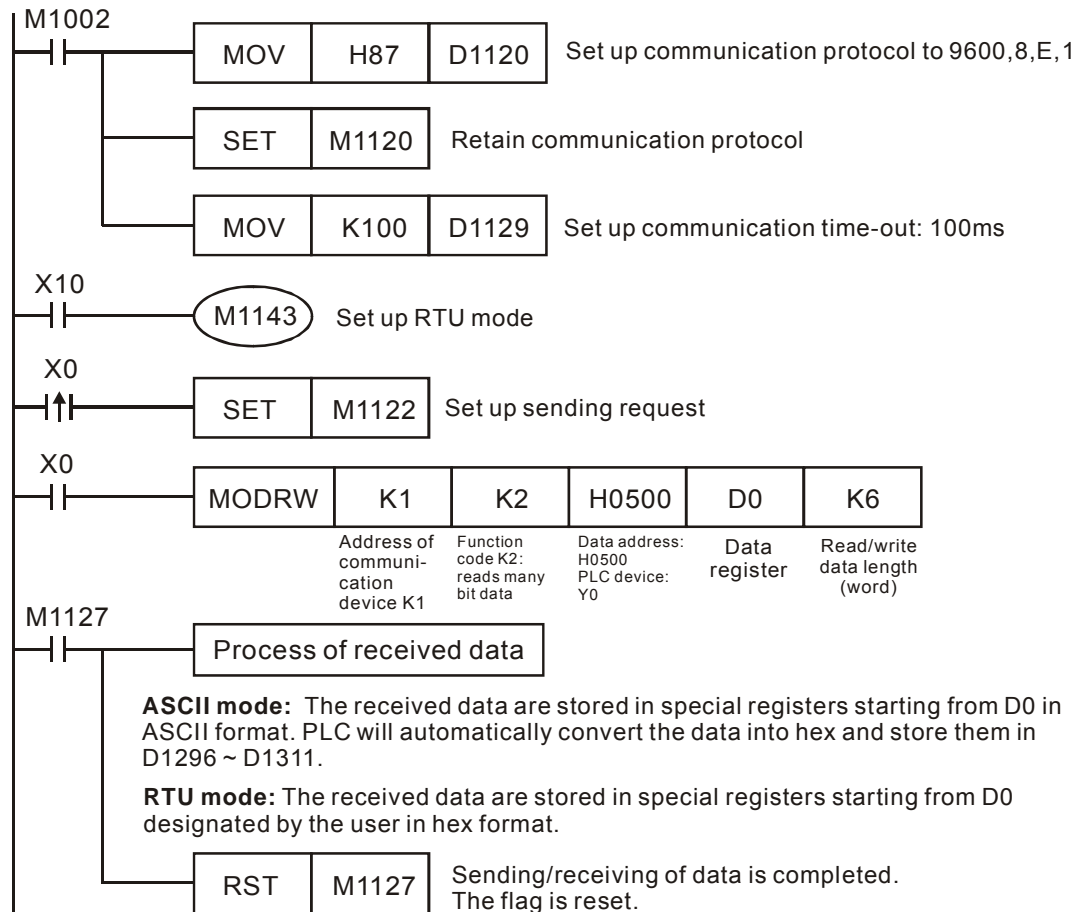 M1002
MOV H87 D1120 Set up communication protocol to 9600,8,E,1
SET M1120 Retain communication protocol
MOV K100 D1129 Set up communication time-out: 100ms
X10
M1143 Set up RTU mode
X0
SET M1122 Set up sending request
X0
MODRW K1 K2 H0500 D0 K6
Address of
communi-
cation
device K1
Function
code K2:
reads many
bit data
Data address:
H0500
PLC device:
Y0
Data
register
Read/write
data length
(word)
M1127
Process of received data
ASCII mode: The received data are stored in special registers starting from D0 in
ASCII format. PLC will automatically convert the data into hex and store them in
D1296 ~ D1311.
RTU mode: The received data are stored in special registers starting from D0
designated by the user in hex format.
RST M1127
Sending/receiving of data is completed.
The flag is reset.